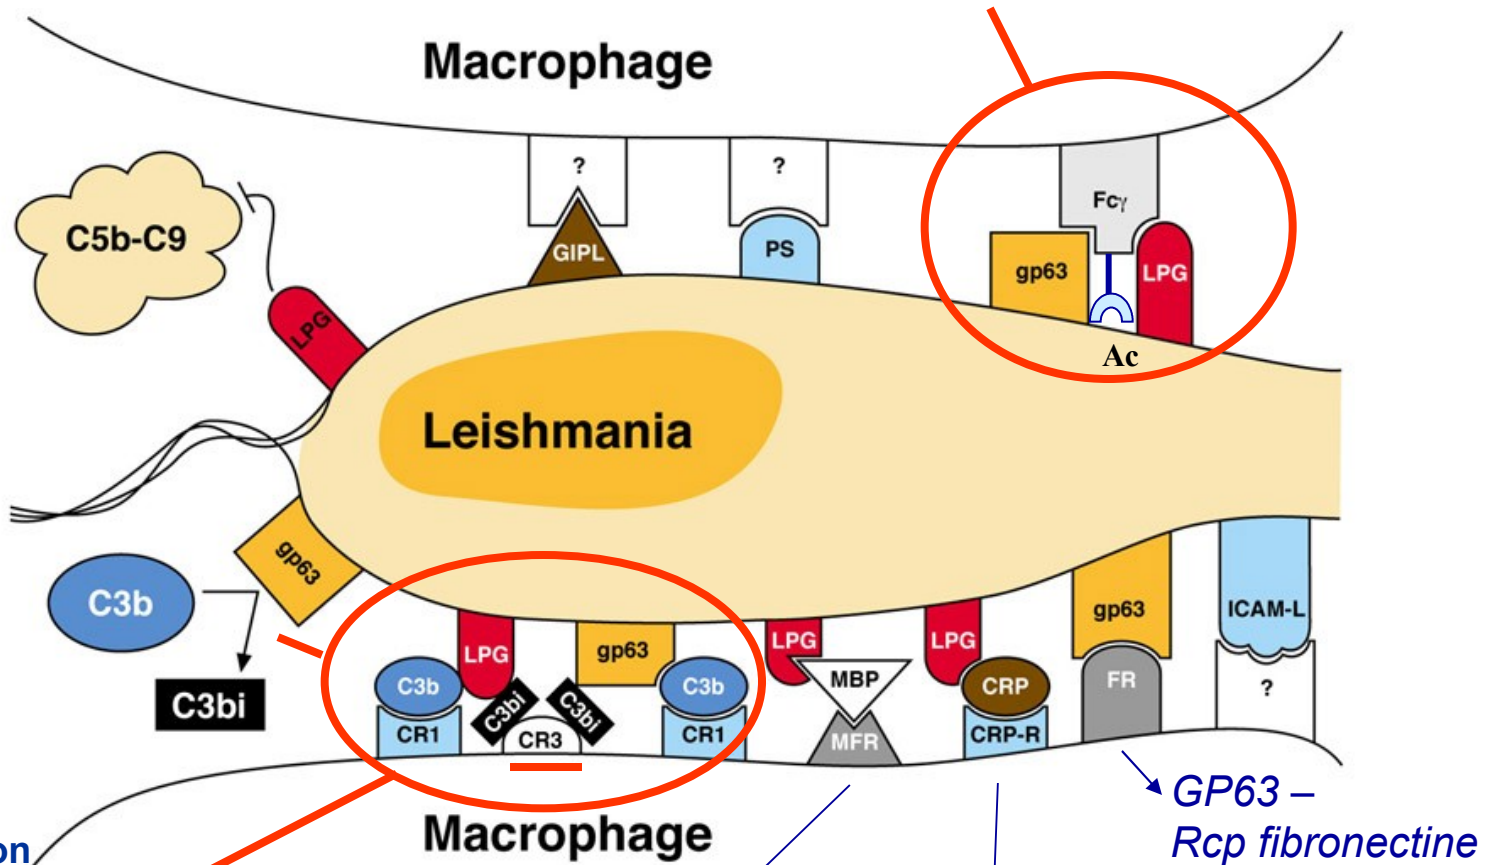 Macrophage
?
?
Fcγ
C5b-C9
GIPL
PS
gp63
LPG
LPG
Ac
Leishmania
gp63
C3b
C3bi
LPG
gp63
C3b
C3b
C3bi
C3bi
CR1
CR3
CR1
LPG
MBP
MFR
LPG
CRP
CRP-R
gp63
FR
ICAM-L
?
Macrophage
GP63 –
Rcp fibronectine
on